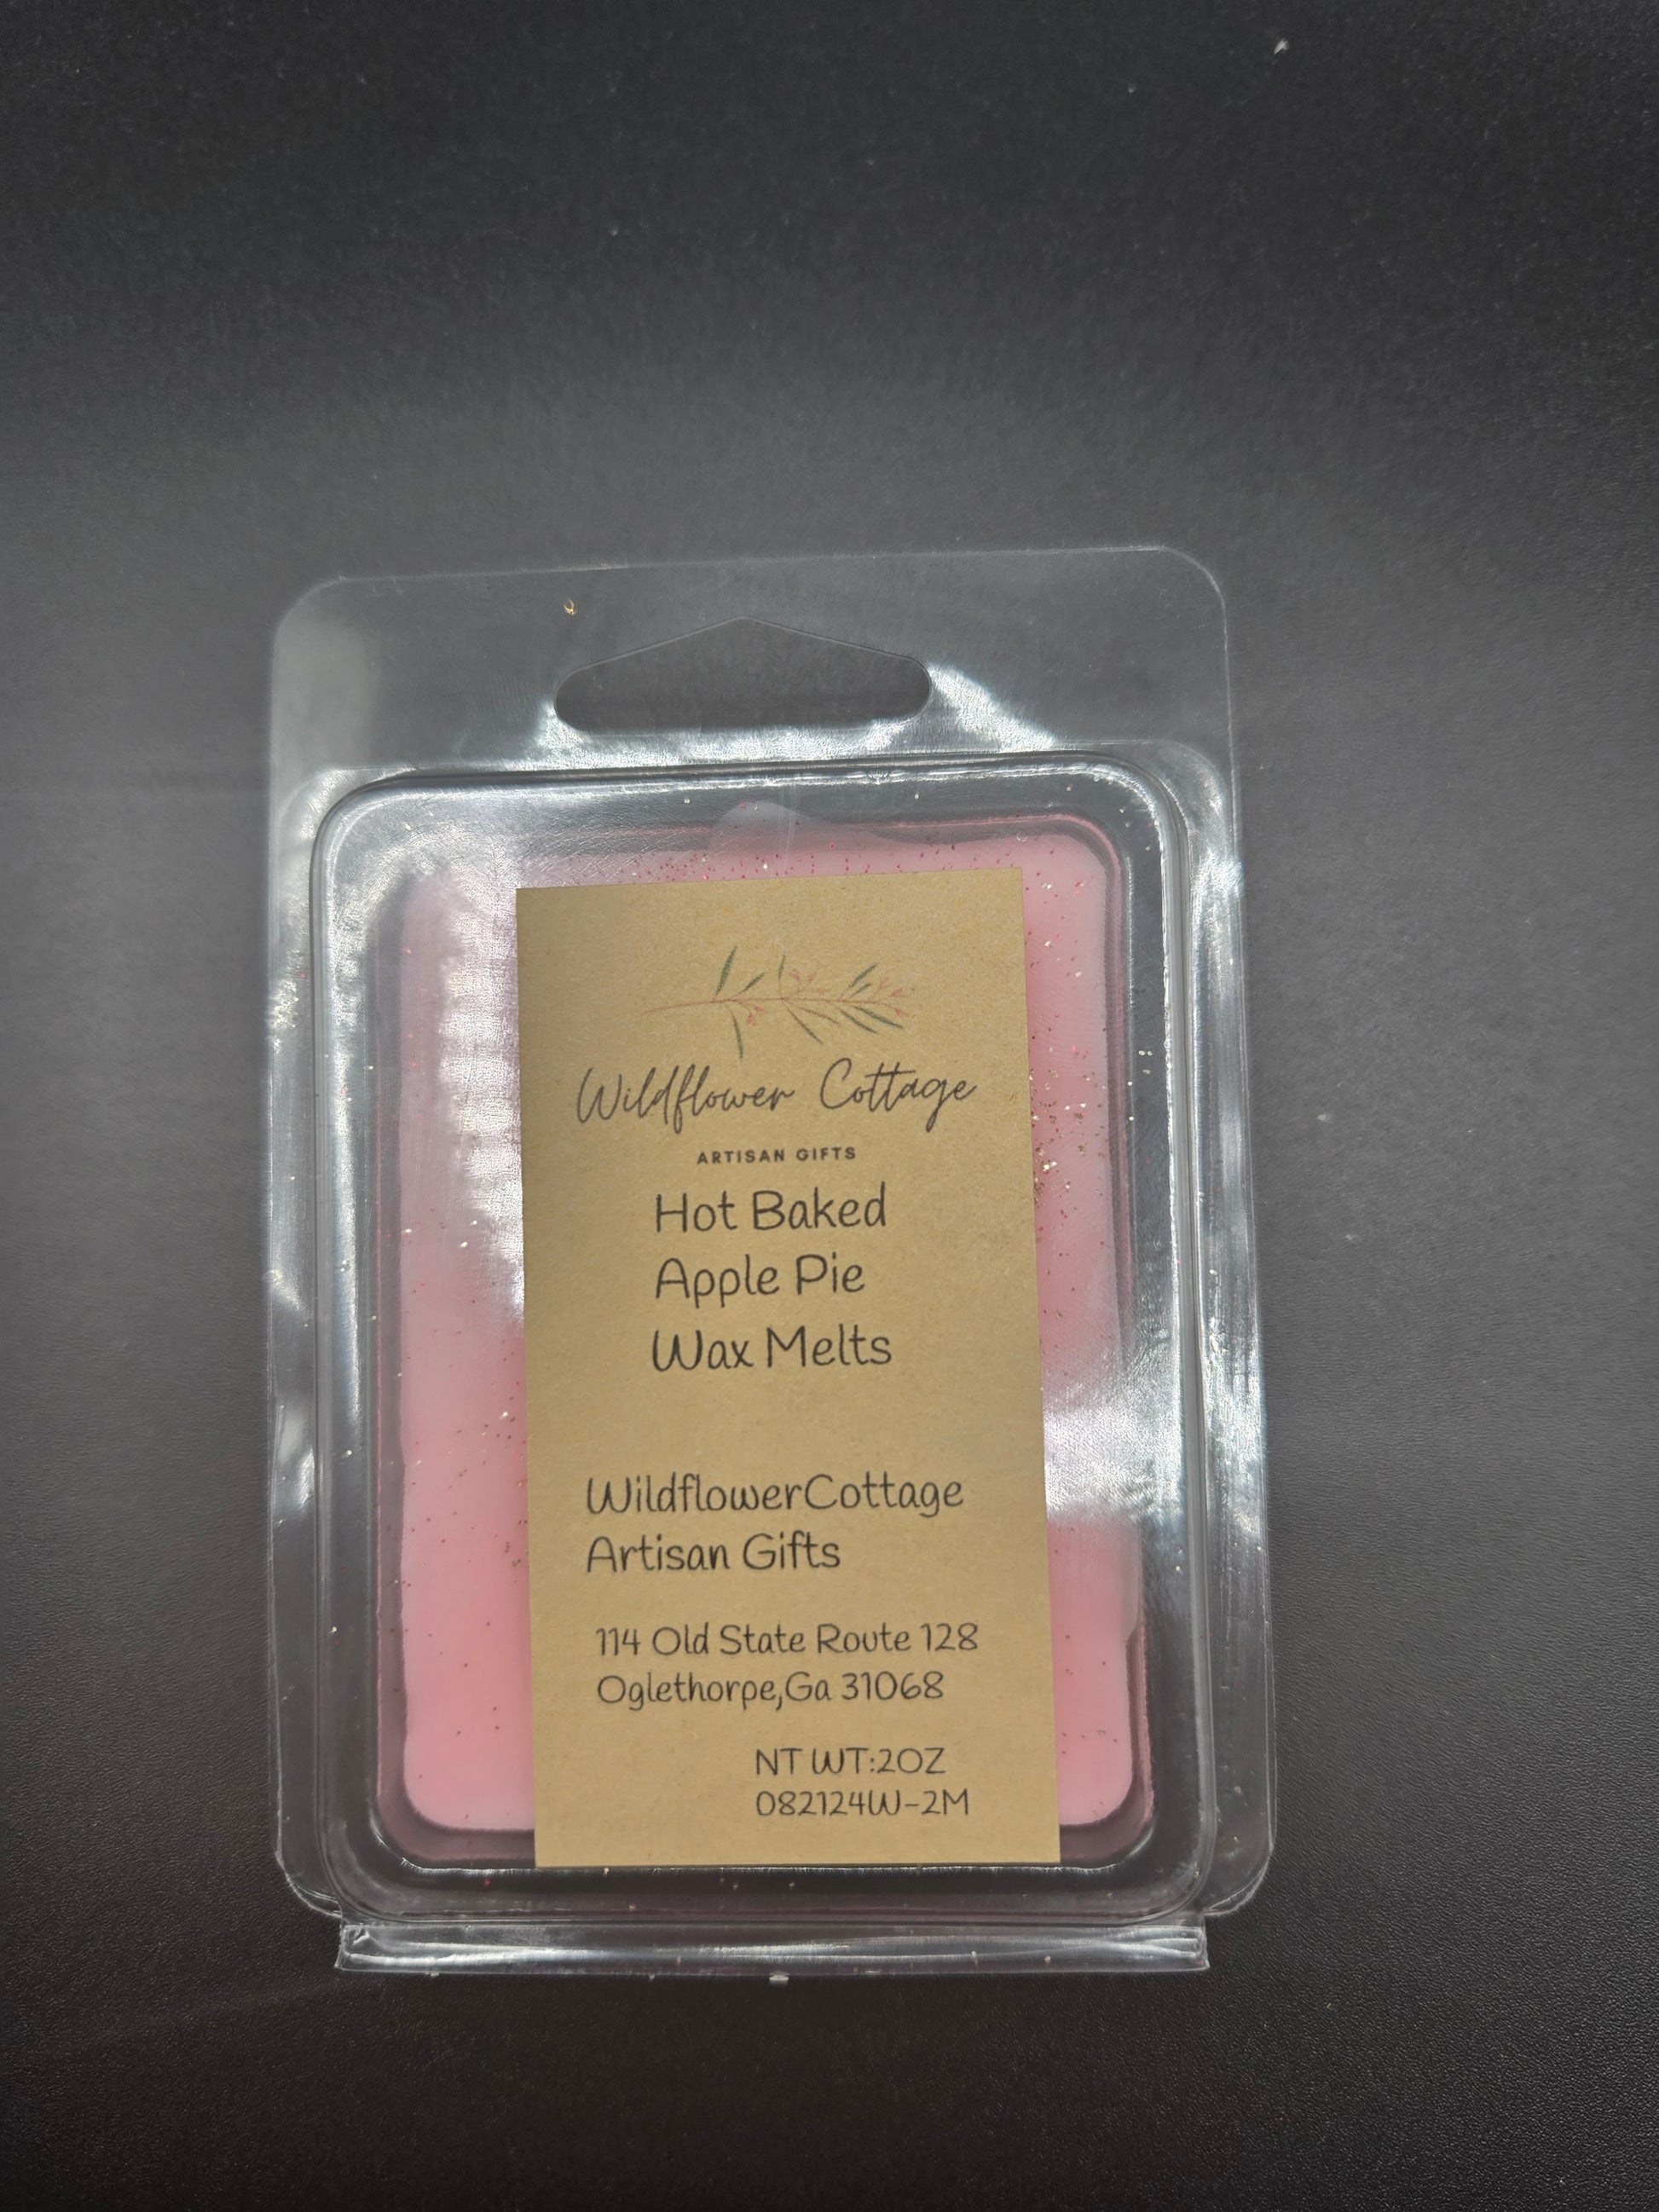 Wildflower Cottage
ARTISAN GIFTS
Hot Baked
Apple Pie
Wax Melts
WildflowerCottage
Artisan Gifts
114 Old State Route 128
Oglethorpe,Ga 31068
NT WT:2OZ
082124W-2M